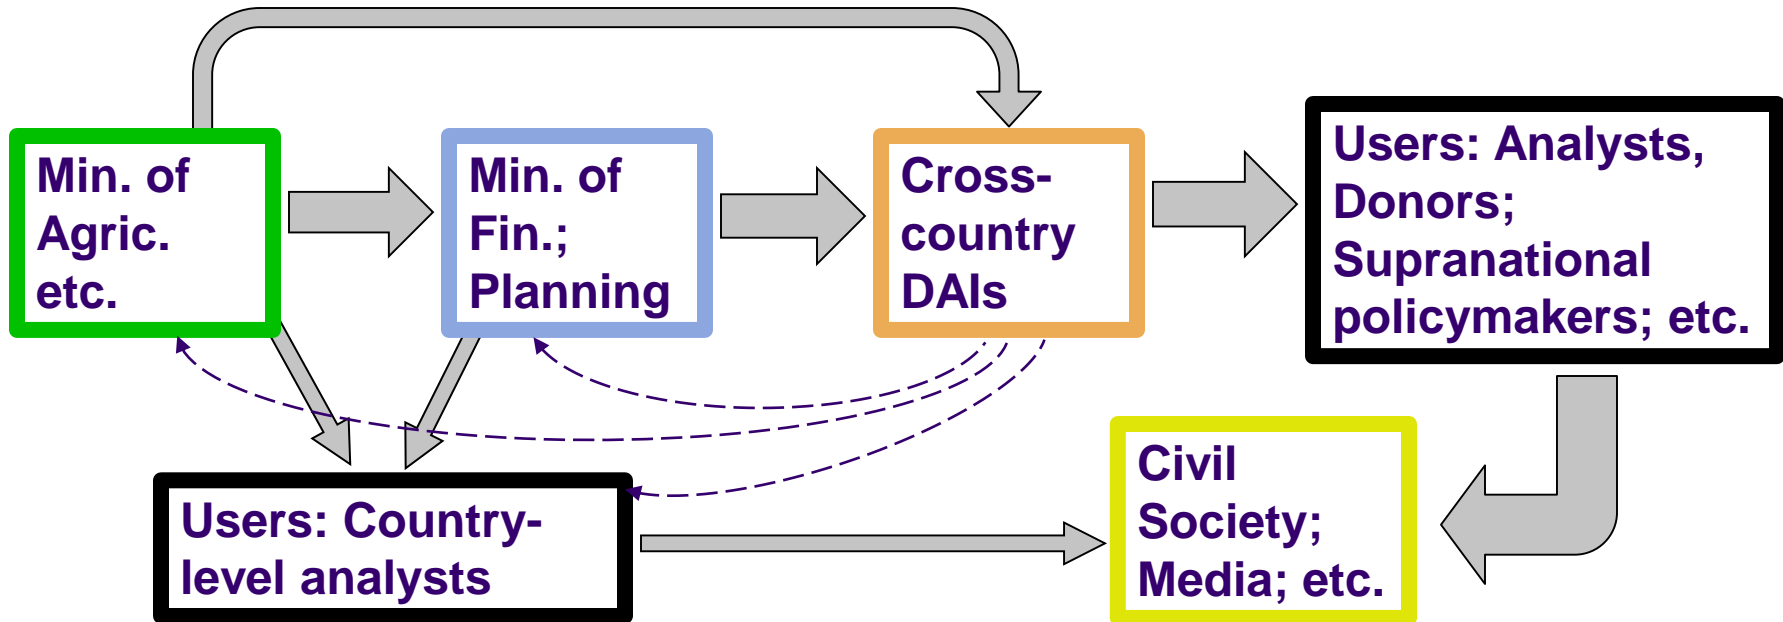 Min. of
Agric.
etc.
Min. of
Fin.;
Planning
Cross-
country
DAIs
Users: Analysts,
Donors;
Supranational
policymakers; etc.
Users: Country-
level analysts
Civil
Society;
Media; etc.